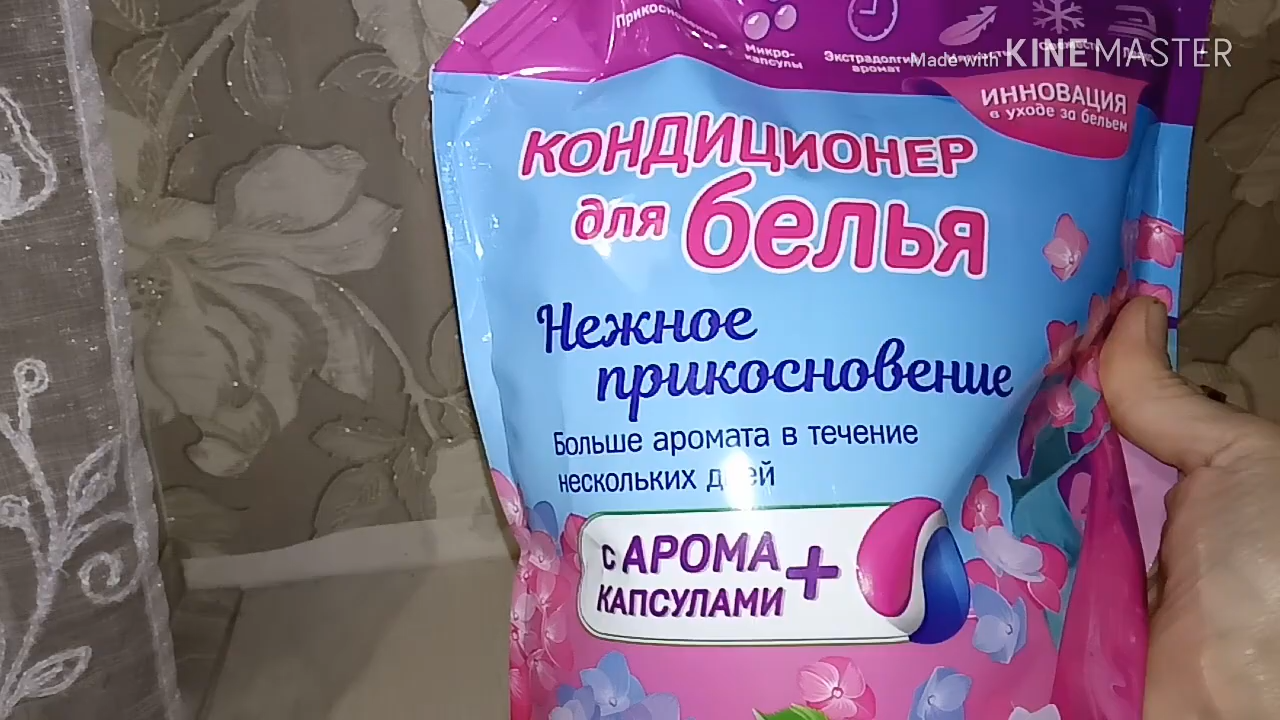 Прикосновение
Микро-
капсулы
Экстрадолгий
аромат
Made with KINEMASTER
ИННОВАЦИЯ
в уходе за бельем
КОНДИЦИОНЕР
для белья
Нежное
прикосновение
Больше аромата в течение
нескольких дней
с АРОМА
КАПСУЛАМИ +